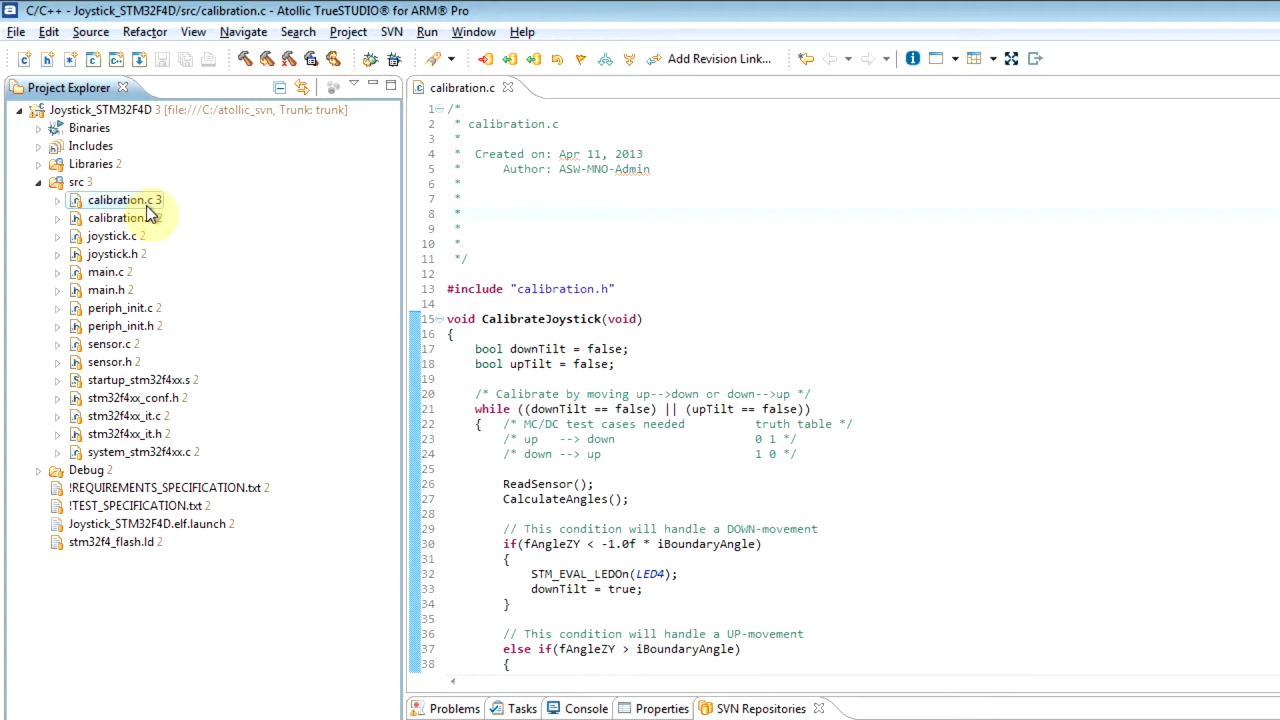 C/C++ - Joystick_STM32F4D/src/calibration.c - Atollic TrueSTUDIO® for ARM® Pro
File Edit Source Refactor View Navigate Search Project SVN Run Window Help
Add Revision Link...
Project Explorer
Joystick_STM32F4D 3 [file:///C:/atollic_svn, Trunk: trunk]
Binaries
Includes
Libraries 2
src 3
calibration.c 3
calibration.
joystick.c 2
joystick.h 2
main.c 2
main.h 2
periph_init.c 2
periph_init.h 2
sensor.c 2
sensor.h 2
startup_stm32f4xx.s 2
stm32f4xx_conf.h 2
stm32f4xx_it.c 2
stm32f4xx_it.h 2
system_stm32f4xx.c 2
Debug 2
!REQUIREMENTS_SPECIFICATION.txt 2
!TEST_SPECIFICATION.txt 2
Joystick_STM32F4D.elf.launch 2
stm32f4_flash.ld 2
calibration.c
1 /*
2 * calibration.c
3 *
4 * Created on: Apr 11, 2013
5 * Author: ASW-MNO-Admin
6 *
7 *
8 *
9 *
10 *
11 */
12
13 #include "calibration.h"
14
15 void CalibrateJoystick(void)
16 {
17 bool downTilt = false;
18 bool upTilt = false;
19
20 /* Calibrate by moving up-->down or down-->up */
21 while ((downTilt == false) || (upTilt == false))
22 { /* MC/DC test cases needed truth table */
23 /* up --> down 0 1 */
24 /* down --> up 1 0 */
25
26 ReadSensor();
27 CalculateAngles();
28
29 // This condition will handle a DOWN-movement
30 if(fAngleZY < -1.0f * iBoundaryAngle)
31 {
32 STM_EVAL_LEDOn(LED4);
33 downTilt = true;
34 }
35
36 // This condition will handle a UP-movement
37 else if(fAngleZY > iBoundaryAngle)
38 {
Problems Tasks Console Properties SVN Repositories